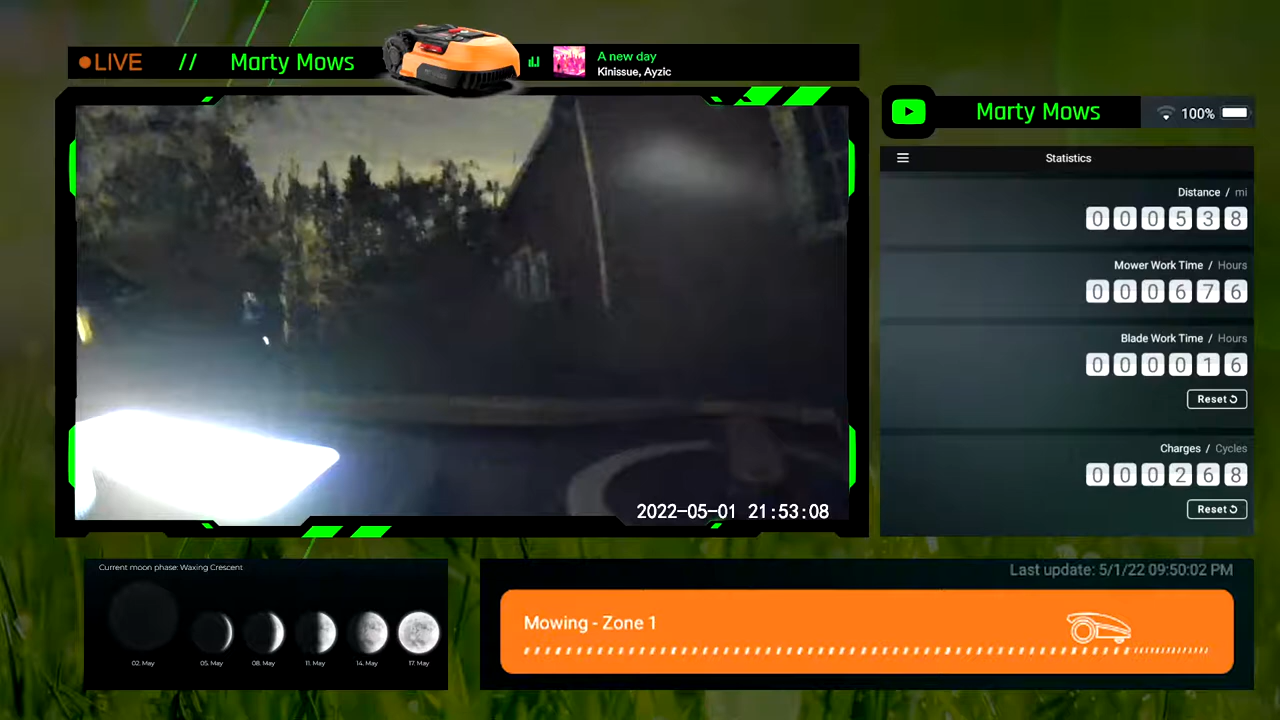 LIVE // Marty Mows
A new day
Kinissue, Ayzic
Marty Mows
100%
Statistics
Distance / mi
000538
Mower Work Time / Hours
000676
Blade Work Time / Hours
000016
Reset
Charges / Cycles
000268
Reset
2022-05-01 21:53:08
Current moon phase: Waxing Crescent
02. May 05. May 08. May 11. May 14. May 17. May
Last update: 5/1/22 09:50:02 PM
Mowing - Zone 1